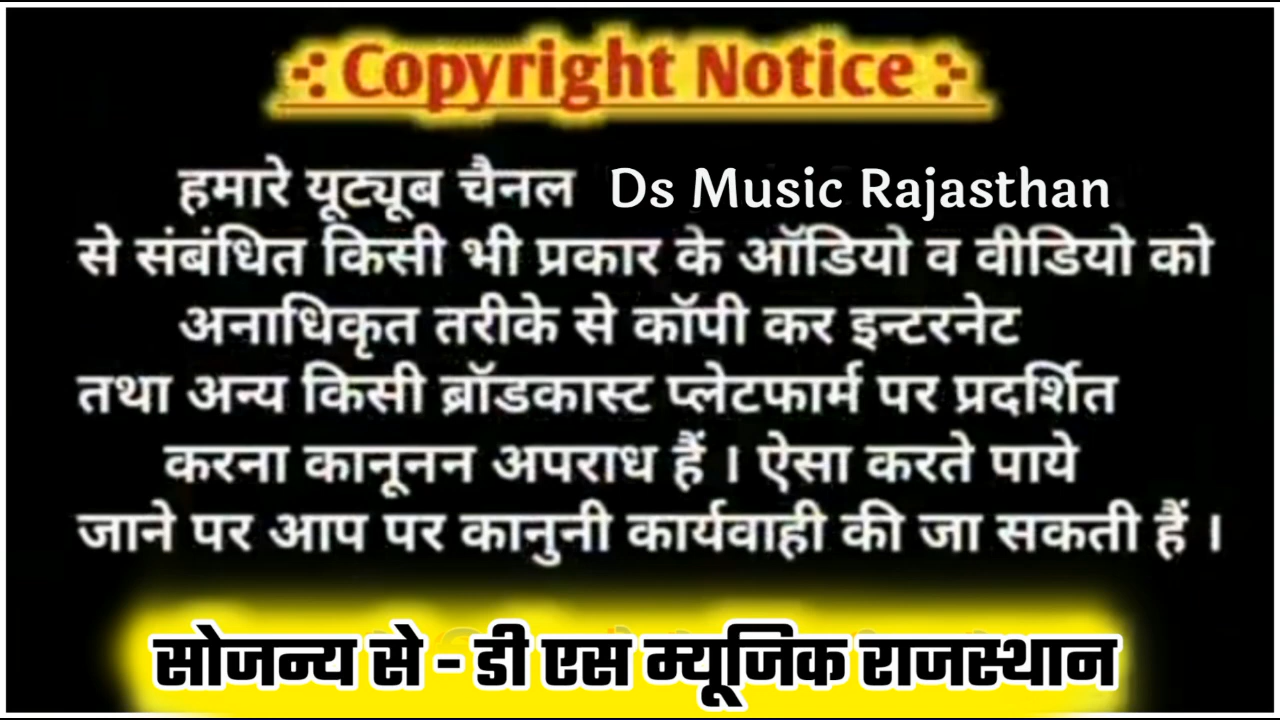 -: Copyright Notice :-
हमारे यूट्यूब चैनल Ds Music Rajasthan
से संबंधित किसी भी प्रकार के ऑडियो व वीडियो को
अनाधिकृत तरीके से कॉपी कर इन्टरनेट
तथा अन्य किसी ब्रॉडकास्ट प्लेटफार्म पर प्रदर्शित
करना कानूनन अपराध हैं । ऐसा करते पाये
जाने पर आप पर कानुनी कार्यवाही की जा सकती हैं ।
सोजन्य से - डी एस म्यूजिक राजस्थान